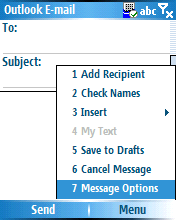 Outlook E-mail abc
To:
Subject:
1 Add Recipient
2 Check Names
3 Insert
4 My Text
5 Save to Drafts
6 Cancel Message
7 Message Options
Send Menu